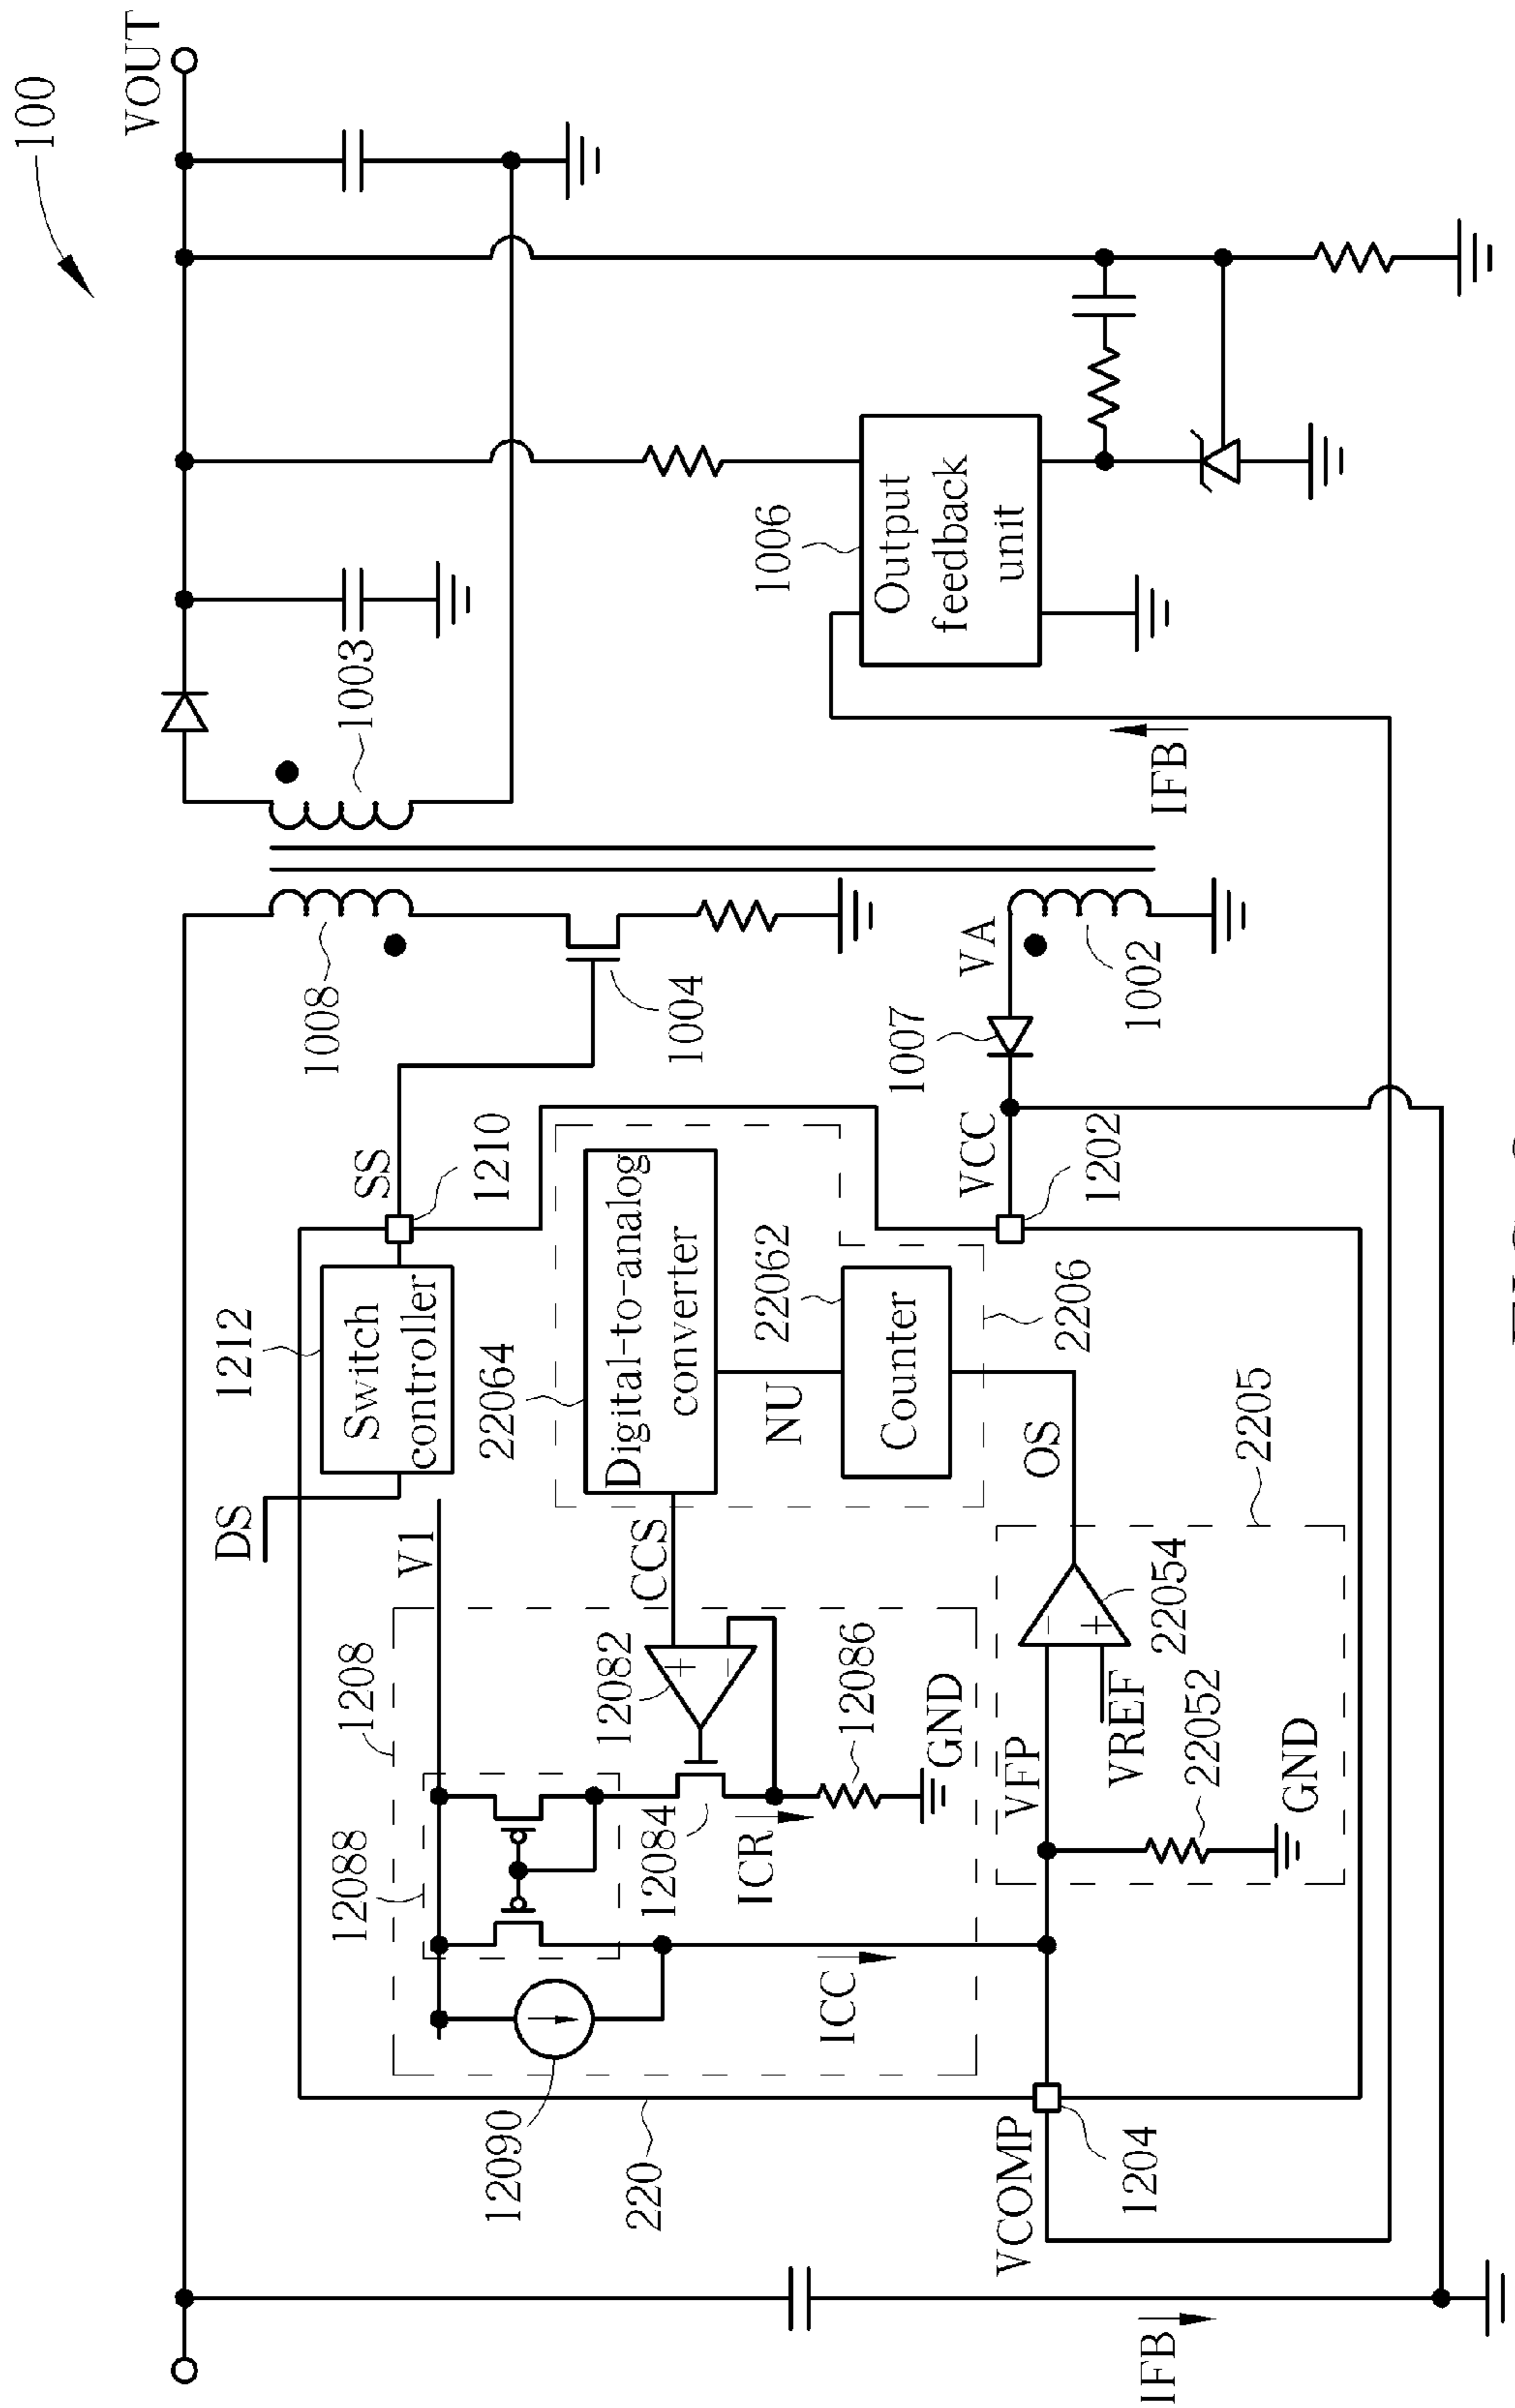 100
VOUT
1003
1006
Output
feedback
unit
IFB
1008
1004
VA
1002
1007
VCC
1202
SS
1210
1212
Switch
controller
DS
22064
Digital-to-analog
converter
NU
22062
Counter
2206
OS
2205
V1
CCS
1208
12082
+
−
12086
GND
12088
12084
ICR
VFP
VREF
−
+
22054
22052
GND
ICC
12090
220
VCOMP
1204
IFB